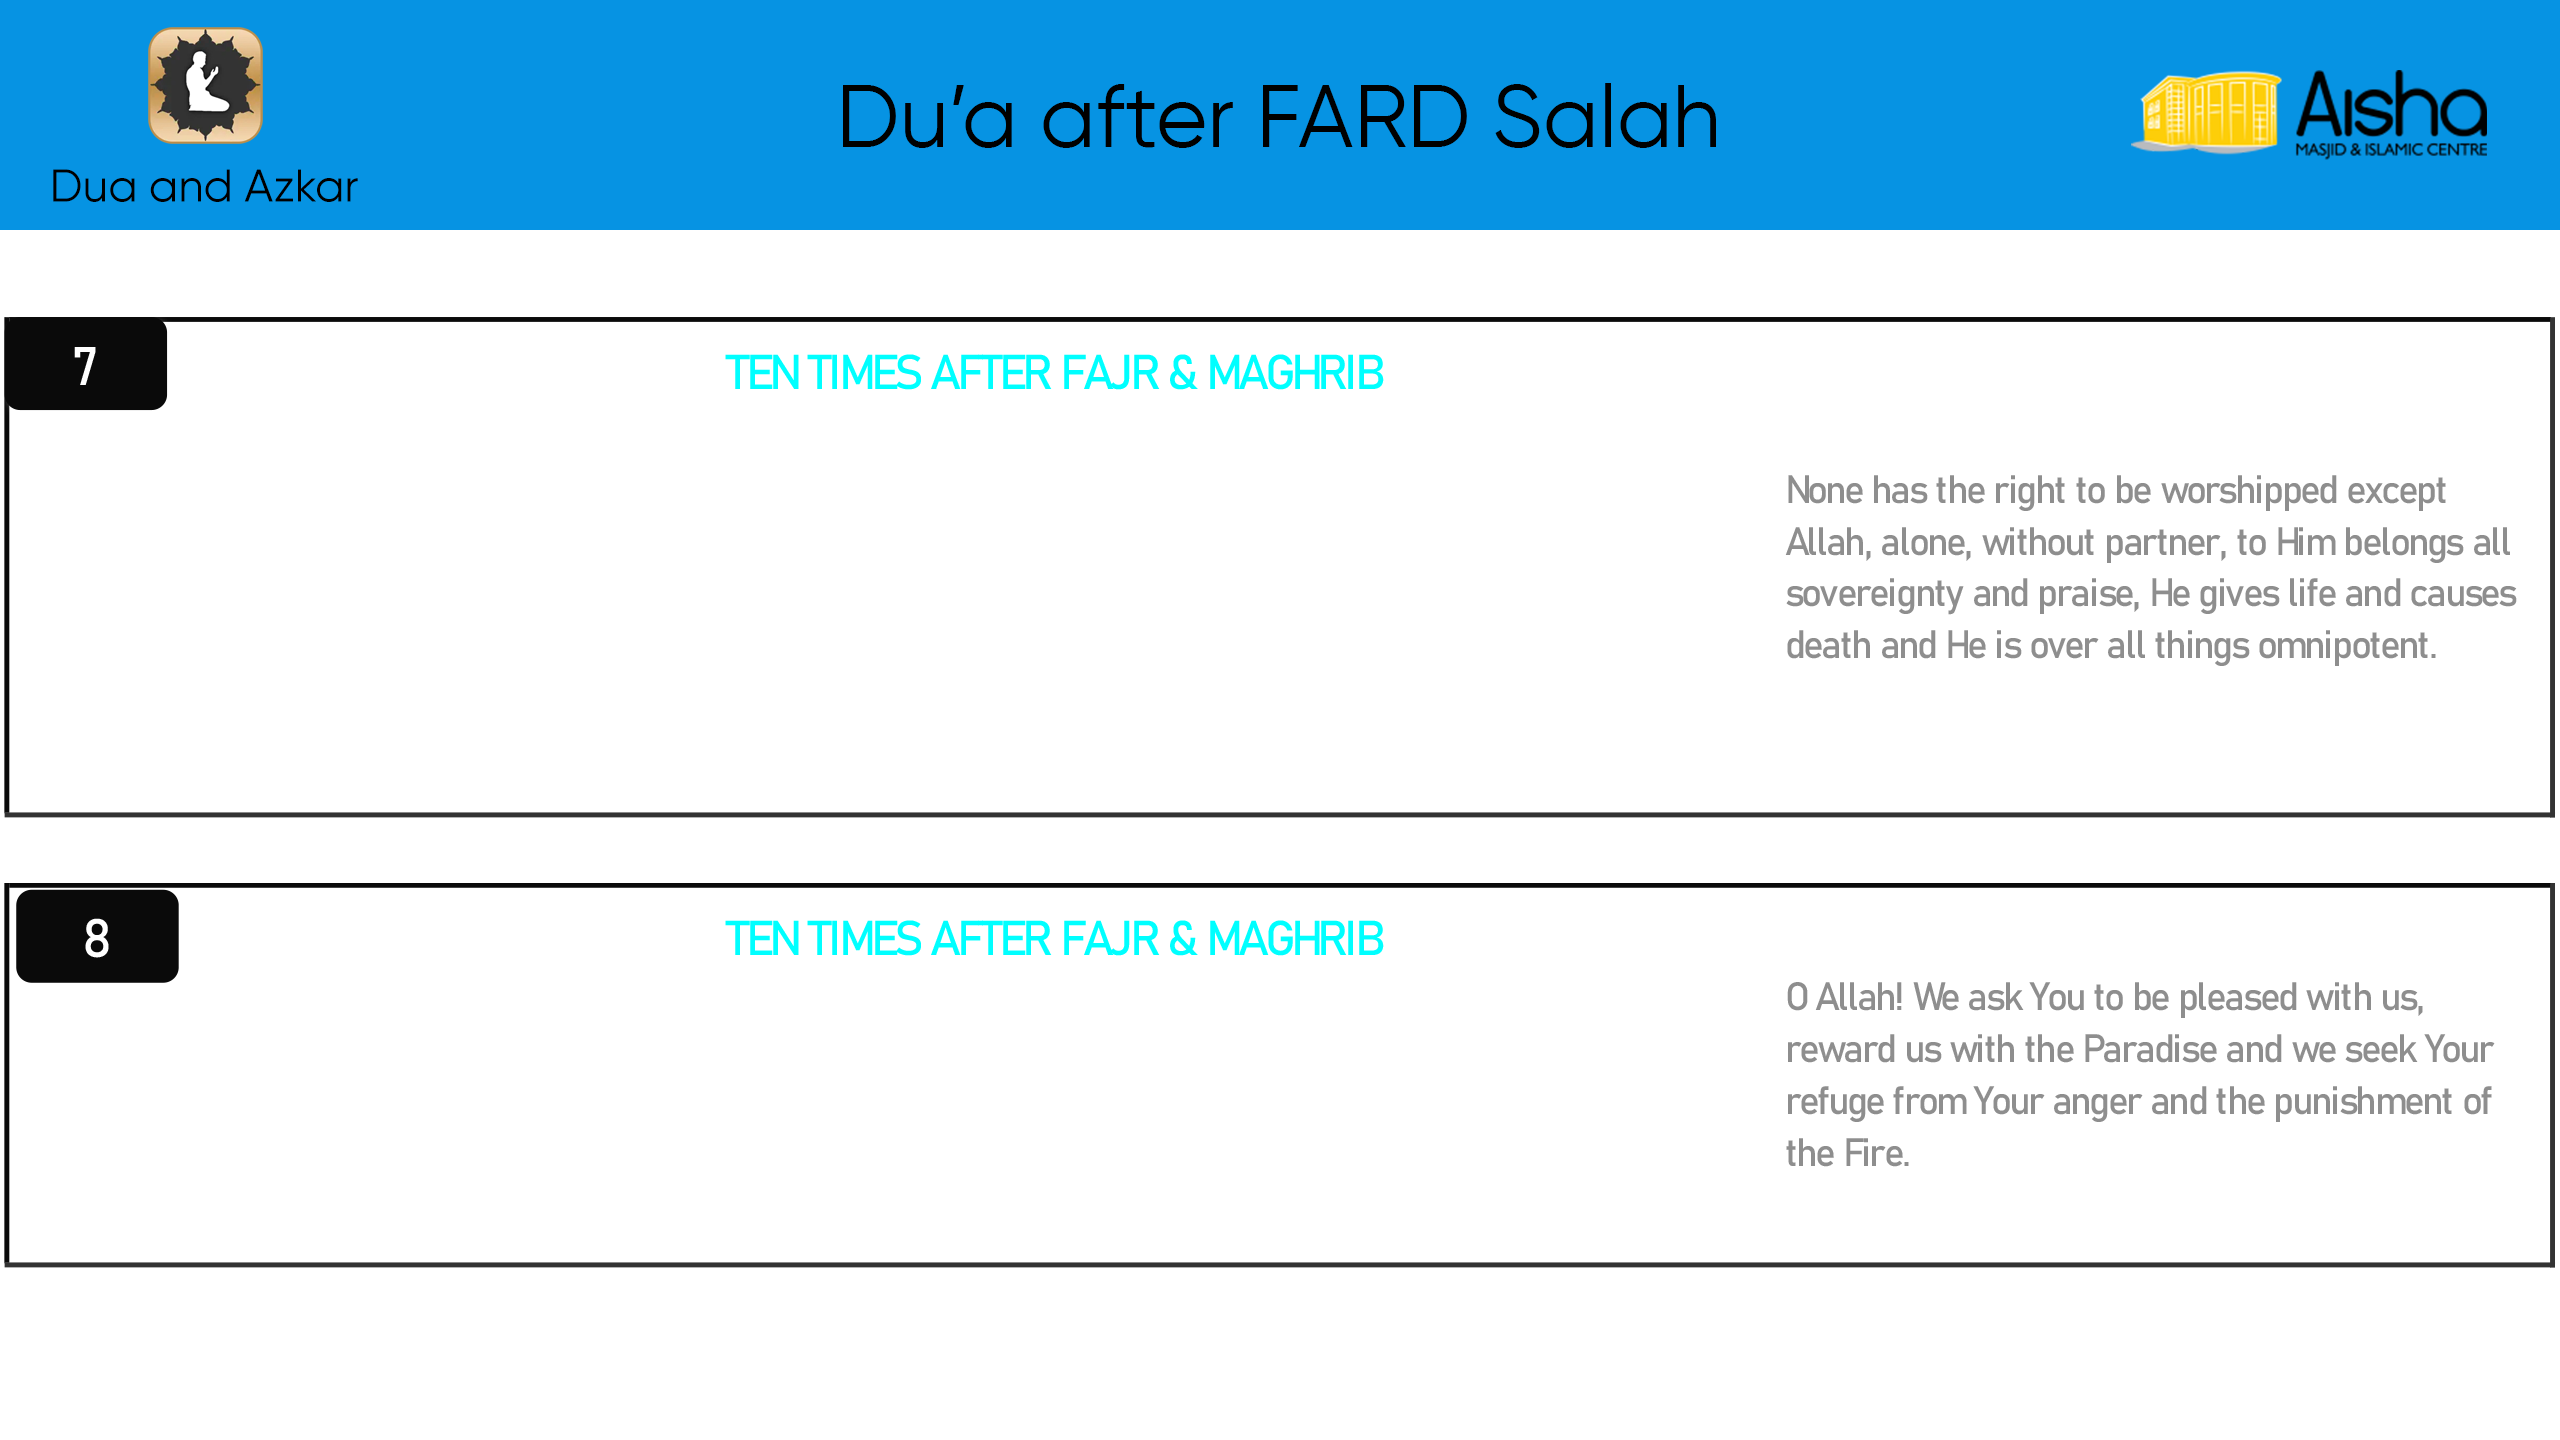 Du’a after FARD Salah
Dua and Azkar
Aisha
MASJID & ISLAMIC CENTRE
7
TEN TIMES AFTER FAJR & MAGHRIB
None has the right to be worshipped except
Allah, alone, without partner, to Him belongs all
sovereignty and praise, He gives life and causes
death and He is over all things omnipotent.
8
TEN TIMES AFTER FAJR & MAGHRIB
O Allah! We ask You to be pleased with us,
reward us with the Paradise and we seek Your
refuge from Your anger and the punishment of
the Fire.